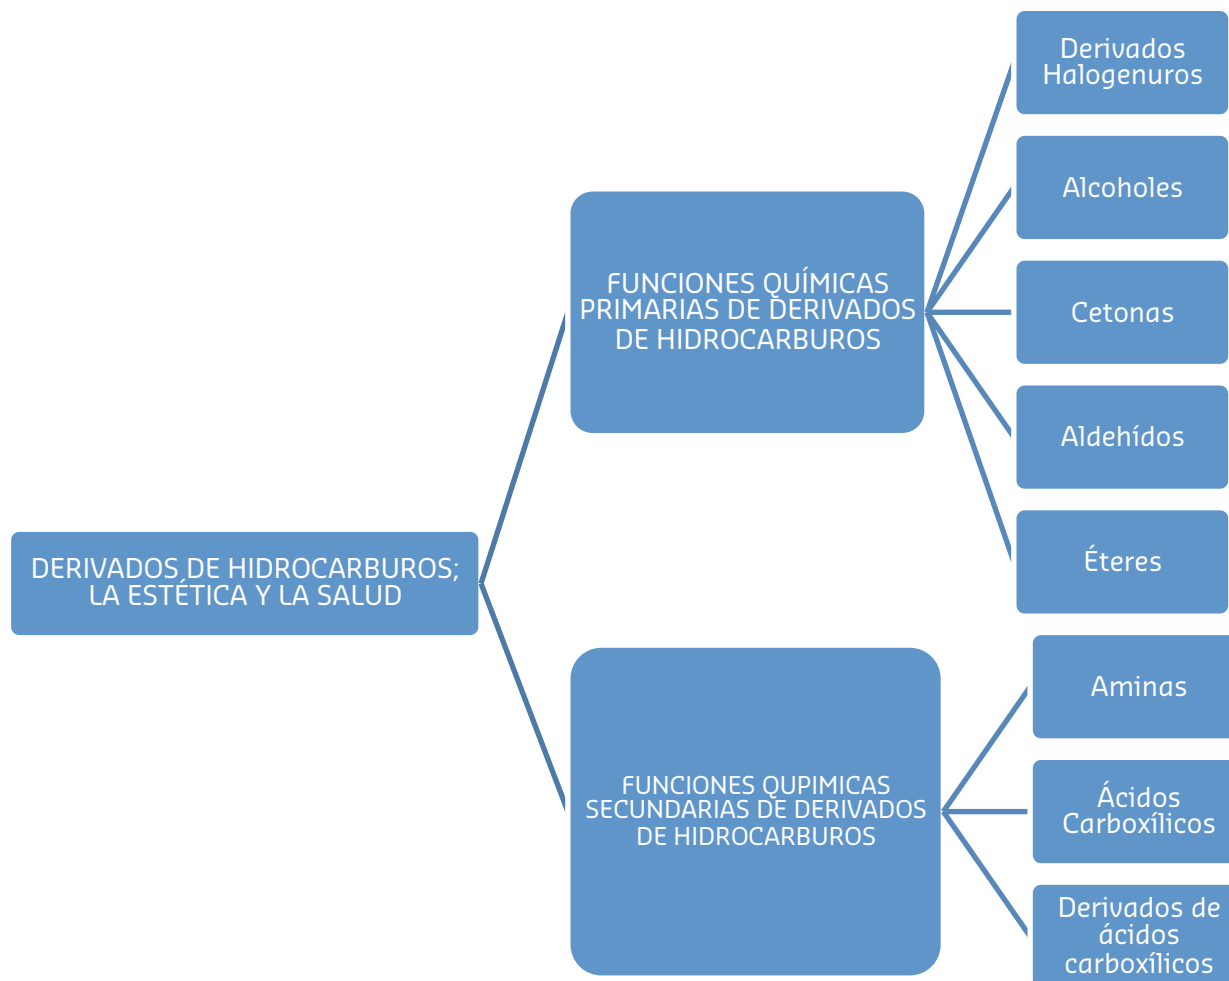 DERIVADOS DE HIDROCARBUROS;
LA ESTÉTICA Y LA SALUD
FUNCIONES QUÍMICAS
PRIMARIAS DE DERIVADOS
DE HIDROCARBUROS
Derivados
Halogenuros
Alcoholes
Cetonas
Aldehídos
Éteres
FUNCIONES QUPIMICAS
SECUNDARIAS DE DERIVADOS
DE HIDROCARBUROS
Aminas
Ácidos
Carboxílicos
Derivados de
ácidos
carboxílicos